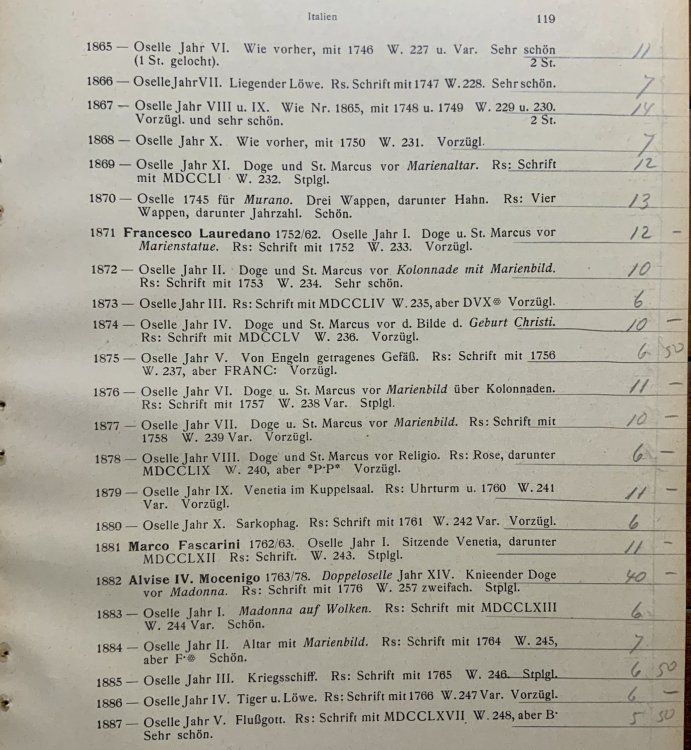 Italien 119
1865 — Oselle Jahr VI. Wie vorher, mit 1746 W. 227 u. Var. Sehr schön 11
(1 St. gelocht). 2 St.
1866 — Oselle Jahr VII. Liegender Löwe. Rs. Schrift mit 1747 W. 228. Sehr schön. 7
1867 — Oselle Jahr VIII u. IX. Wie Nr. 1865, mit 1748 u. 1749 W. 229 u. 230. 14
Vorzügl. und sehr schön. 2 St.
1868 — Oselle Jahr X. Wie vorher, mit 1750 W. 231. Vorzügl. 7
1869 — Oselle Jahr XI. Doge und St. Marcus vor Marienaltar. Rs: Schrift 12
mit MDCCLI W. 232. Stplgl.
1870 — Oselle 1745 für Murano. Drei Wappen, darunter Hahn. Rs: Vier 13
Wappen, darunter Jahrzahl. Schön.
1871 Francesco Lauredano 1752/62. Oselle Jahr I. Doge u. St. Marcus vor 12 —
Marienstatue. Rs: Schrift mit 1752 W. 233. Vorzügl.
1872 — Oselle Jahr II. Doge und St. Marcus vor Kolonnade mit Marienbild. 10
Rs: Schrift mit 1753 W. 234. Sehr schön.
1873 — Oselle Jahr III. Rs: Schrift mit MDCCLIV W. 235, aber DVX❊ Vorzügl. 6
1874 — Oselle Jahr IV. Doge und St. Marcus vor d. Bilde d. Geburt Christi. 10 —
Rs: Schrift mit MDCCLV W. 236. Vorzügl.
1875 — Oselle Jahr V. Von Engeln getragenes Gefäß. Rs: Schrift mit 1756 6 50
W. 237, aber FRANC: Vorzügl.
1876 — Oselle Jahr VI. Doge u. St. Marcus vor Marienbild über Kolonnaden. 11 —
Rs: Schrift mit 1757 W. 238 Var. Stplgl.
1877 — Oselle Jahr VII. Doge u. St. Marcus vor Marienbild. Rs: Schrift mit 10 —
1758 W. 239 Var. Vorzügl.
1878 — Oselle Jahr VIII. Doge und St. Marcus vor Religio. Rs: Rose, darunter 6 —
MDCCLIX W. 240, aber *P·P* Vorzügl.
1879 — Oselle Jahr IX. Venetia im Kuppelsaal. Rs: Uhrturm u. 1760 W. 241 11 —
Var. Vorzügl.
1880 — Oselle Jahr X. Sarkophag. Rs: Schrift mit 1761 W. 242 Var. Vorzügl. 6
1881 Marco Fascarini 1762/63. Oselle Jahr I. Sitzende Venetia, darunter 11 —
MDCCLXII Rs: Schrift. W. 243. Stplgl.
1882 Alvise IV. Mocenigo 1763/78. Doppeloselle Jahr XIV. Knieender Doge 40 —
vor Madonna. Rs: Schrift mit 1776 W. 257 zweifach. Stplgl.
1883 — Oselle Jahr I. Madonna auf Wolken. Rs: Schrift mit MDCCLXIII 6
W. 244 Var. Schön.
1884 — Oselle Jahr II. Altar mit Marienbild. Rs: Schrift mit 1764 W. 245, 7
aber F·❊ Schön.
1885 — Oselle Jahr III. Kriegsschiff. Rs: Schrift mit 1765 W. 246. Stplgl. 6 50
1886 — Oselle Jahr IV. Tiger u. Löwe. Rs: Schrift mit 1766 W. 247 Var. Vorzügl. 6 —
1887 — Oselle Jahr V. Flußgott. Rs: Schrift mit MDCCLXVII W. 248, aber B· 5 50
Sehr schön.